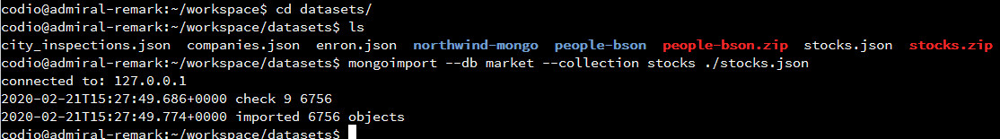 codio@admiral-remark:~/workspace$ cd datasets/
codio@admiral-remark:~/workspace/datasets$ ls
city_inspections.json companies.json enron.json northwind-mongo people-bson people-bson.zip stocks.json stocks.zip
codio@admiral-remark:~/workspace/datasets$ mongoimport --db market --collection stocks ./stocks.json
connected to: 127.0.0.1
2020-02-21T15:27:49.686+0000 check 9 6756
2020-02-21T15:27:49.774+0000 imported 6756 objects
codio@admiral-remark:~/workspace/datasets$